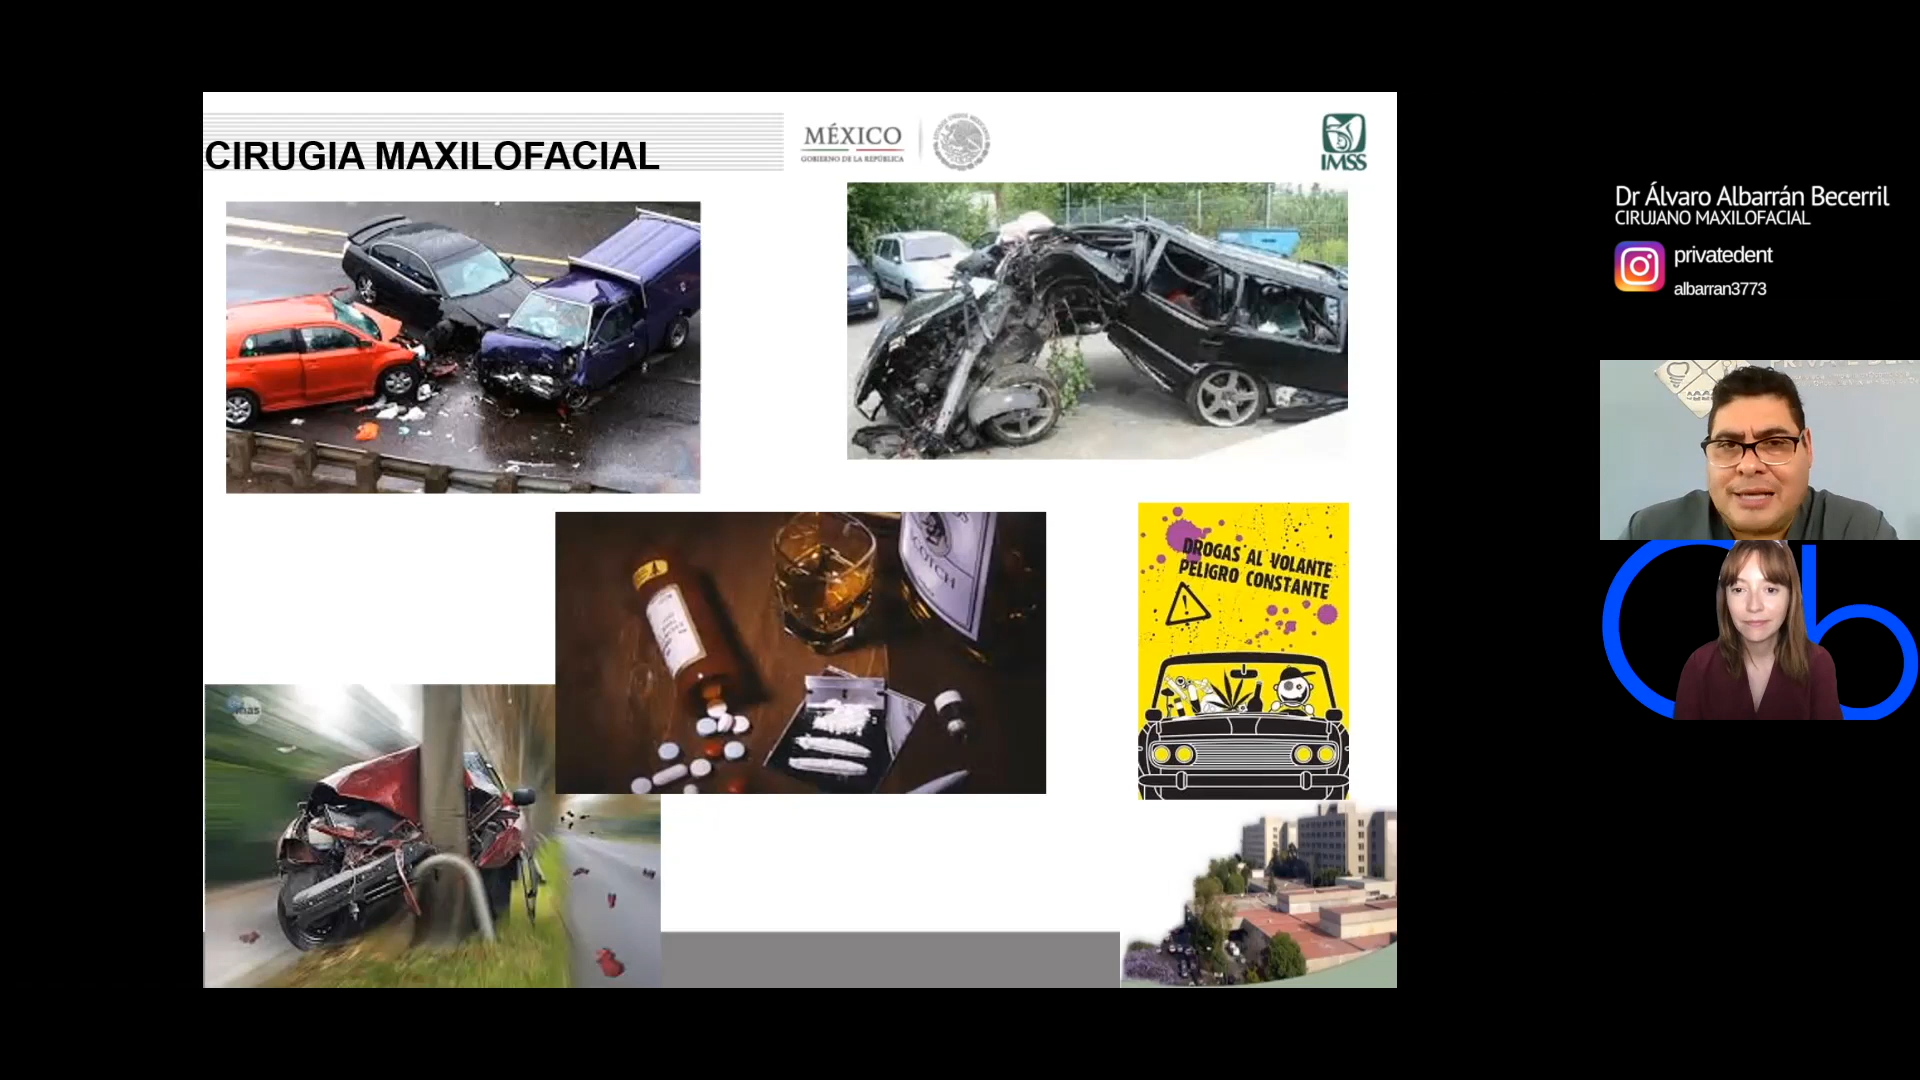 CIRUGIA MAXILOFACIAL
MÉXICO
GOBIERNO DE LA REPÚBLICA
IMSS
Dr Álvaro Albarrán Becerril
CIRUJANO MAXILOFACIAL
privatedent
albarran3773
SCOTCH
DROGAS AL VOLANTE
PELIGRO CONSTANTE